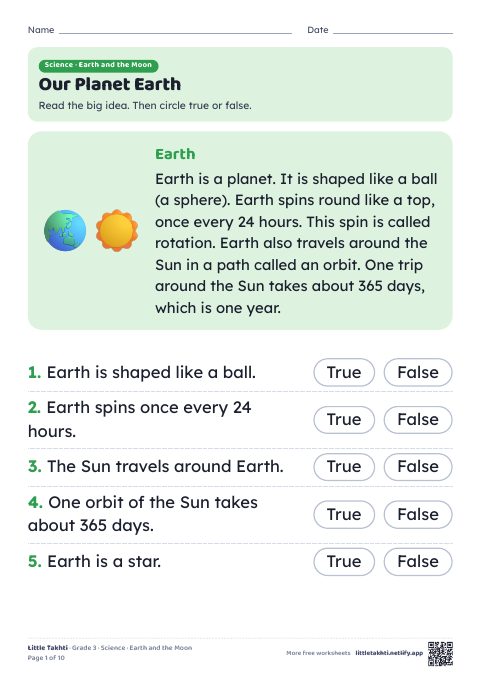 Name Date
Science · Earth and the Moon
Our Planet Earth
Read the big idea. Then circle true or false.
Earth
Earth is a planet. It is shaped like a ball
(a sphere). Earth spins round like a top,
once every 24 hours. This spin is called
rotation. Earth also travels around the
Sun in a path called an orbit. One trip
around the Sun takes about 365 days,
which is one year.
1. Earth is shaped like a ball. True False
2. Earth spins once every 24
hours. True False
3. The Sun travels around Earth. True False
4. One orbit of the Sun takes
about 365 days. True False
5. Earth is a star. True False
Little Takhti · Grade 3 · Science · Earth and the Moon
Page 1 of 10
More free worksheets littletakhti.netlify.app